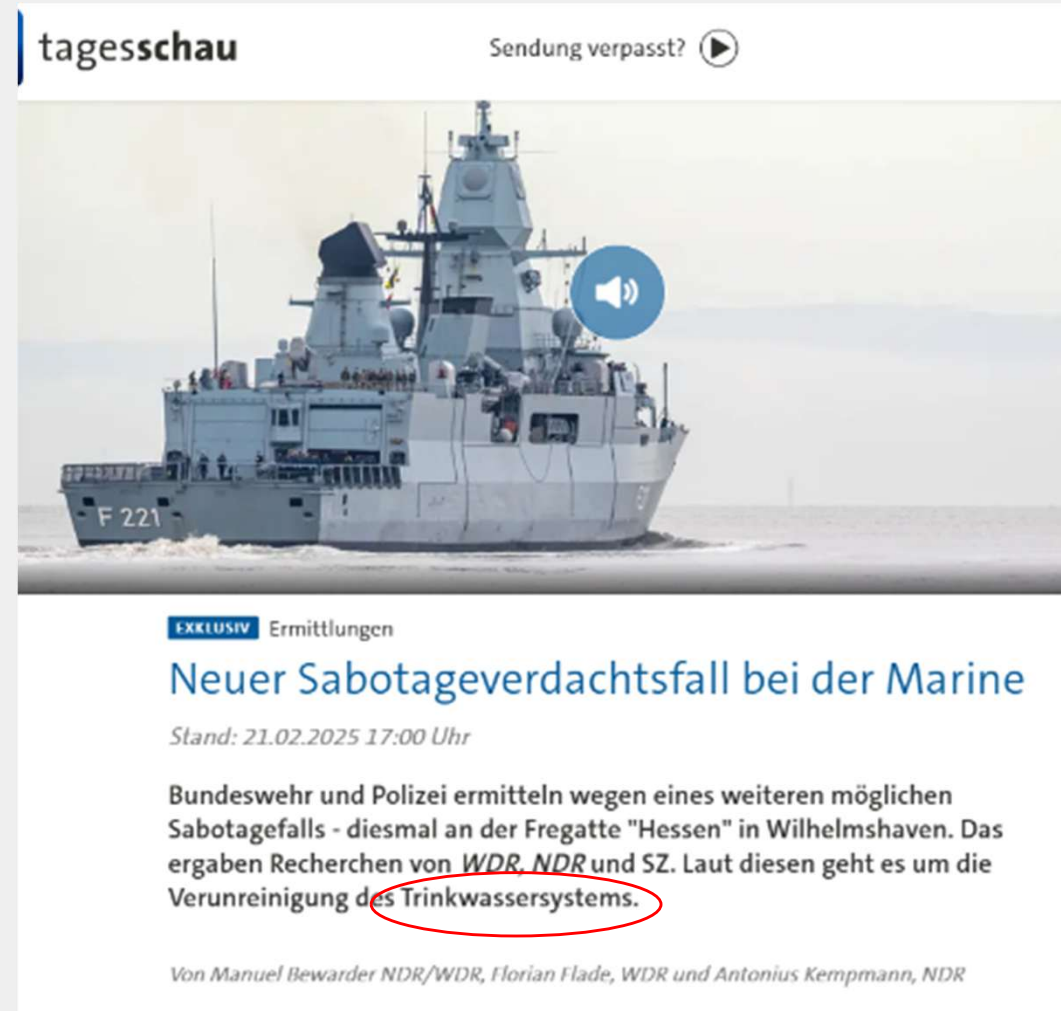 tagesschau
Sendung verpasst?
F 221
EXKLUSIV Ermittlungen
Neuer Sabotageverdachtsfall bei der Marine
Stand: 21.02.2025 17:00 Uhr
Bundeswehr und Polizei ermitteln wegen eines weiteren möglichen
Sabotagefalls - diesmal an der Fregatte "Hessen" in Wilhelmshaven. Das
ergaben Recherchen von WDR, NDR und SZ. Laut diesen geht es um die
Verunreinigung des Trinkwassersystems.
Von Manuel Bewarder NDR/WDR, Florian Flade, WDR und Antonius Kempmann, NDR